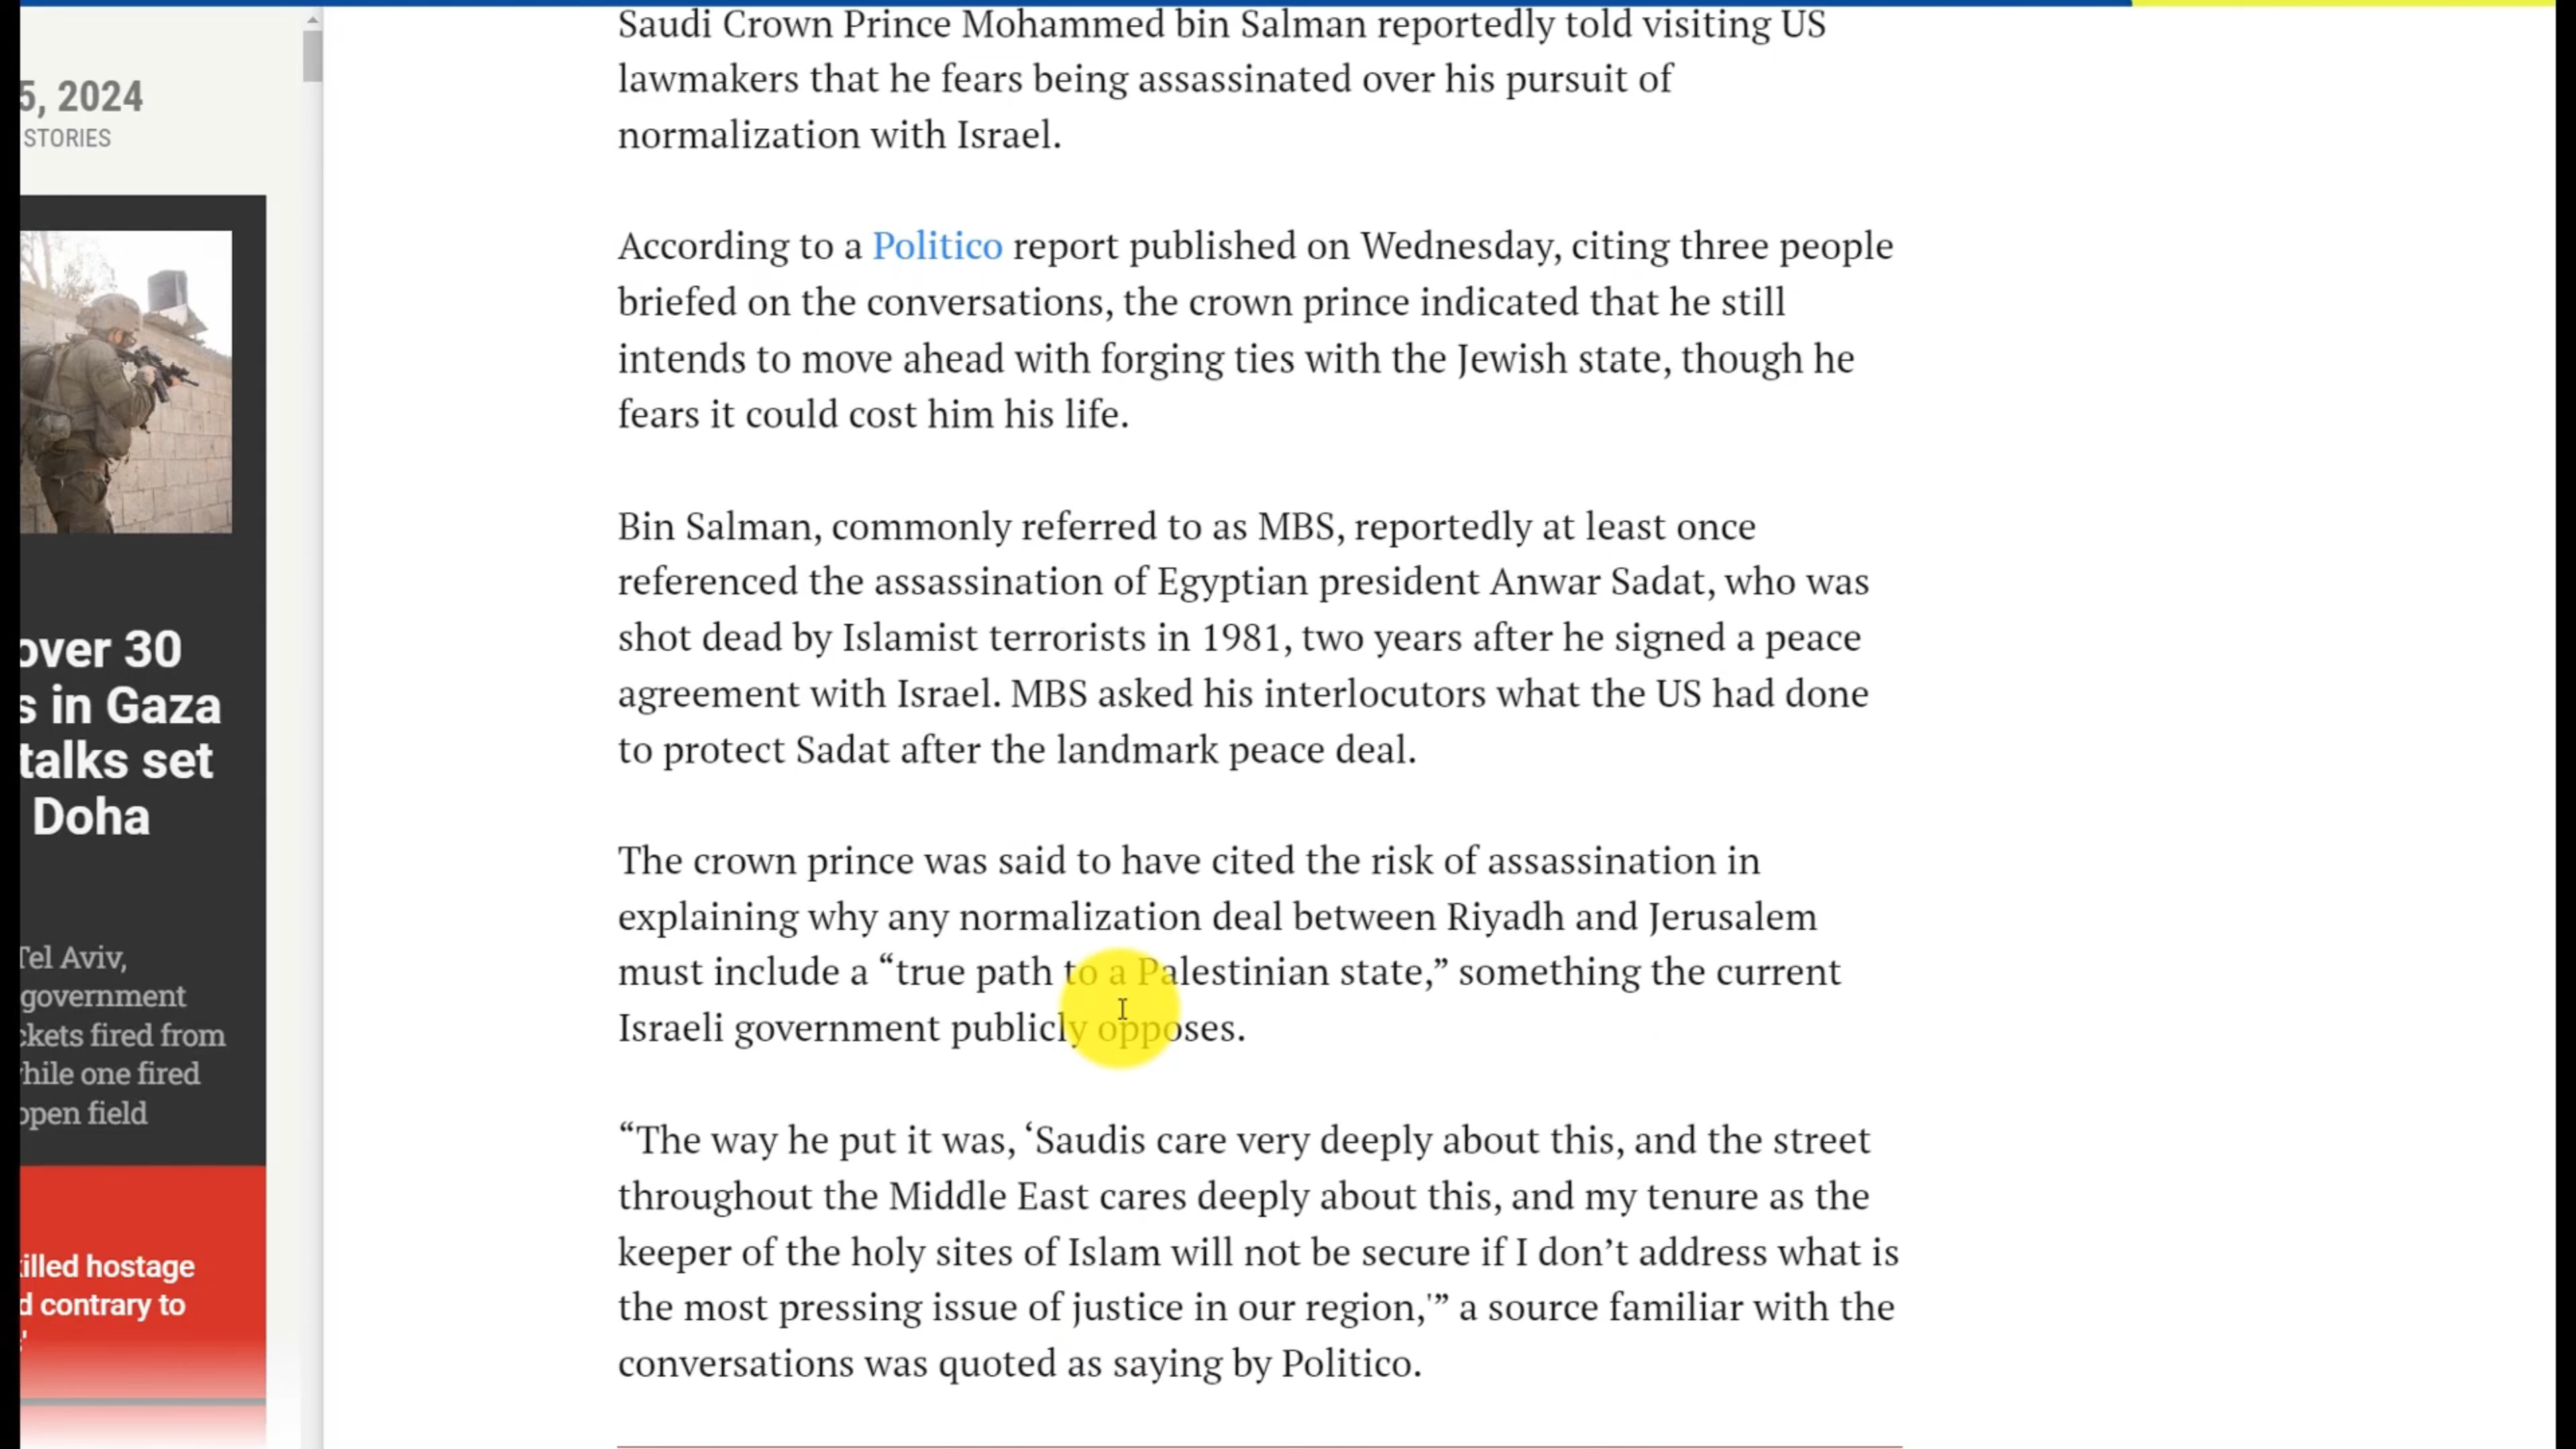 5, 2024
STORIES
over 30
s in Gaza
talks set
Doha
Tel Aviv,
government
ckets fired from
hile one fired
open field
illed hostage
d contrary to
Saudi Crown Prince Mohammed bin Salman reportedly told visiting US
lawmakers that he fears being assassinated over his pursuit of
normalization with Israel.
According to a Politico report published on Wednesday, citing three people
briefed on the conversations, the crown prince indicated that he still
intends to move ahead with forging ties with the Jewish state, though he
fears it could cost him his life.
Bin Salman, commonly referred to as MBS, reportedly at least once
referenced the assassination of Egyptian president Anwar Sadat, who was
shot dead by Islamist terrorists in 1981, two years after he signed a peace
agreement with Israel. MBS asked his interlocutors what the US had done
to protect Sadat after the landmark peace deal.
The crown prince was said to have cited the risk of assassination in
explaining why any normalization deal between Riyadh and Jerusalem
must include a “true path to a Palestinian state,” something the current
Israeli government publicly opposes.
“The way he put it was, ‘Saudis care very deeply about this, and the street
throughout the Middle East cares deeply about this, and my tenure as the
keeper of the holy sites of Islam will not be secure if I don’t address what is
the most pressing issue of justice in our region,'” a source familiar with the
conversations was quoted as saying by Politico.